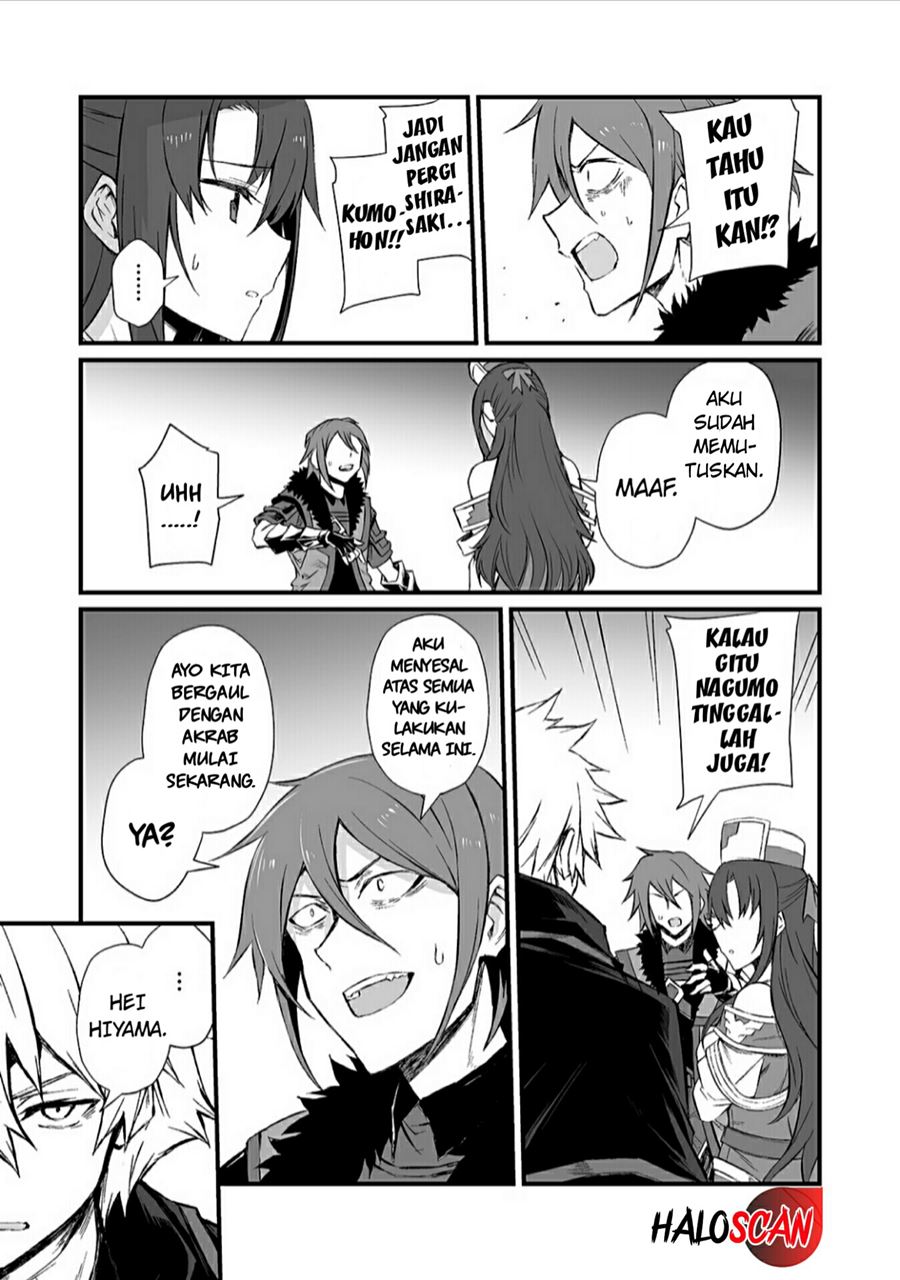 KAU
TAHU
ITU
KAN!?
JADI
JANGAN
PERGI
SHIRA-
SAKI...
KUMO-
HON!!
......
AKU
SUDAH
MEMU-
TUSKAN.
MAAF.
UHH
......!
KALAU
GITU
NAGUMO
TINGGAL-
LAH
JUGA!
AKU
MENYESAL
ATAS SEMUA
YANG KU-
LAKUKAN
SELAMA INI.
AYO KITA
BERGAUL
DENGAN
AKRAB
MULAI
SEKARANG.
YA?
...
HEI
HIYAMA.
HALOSCAN